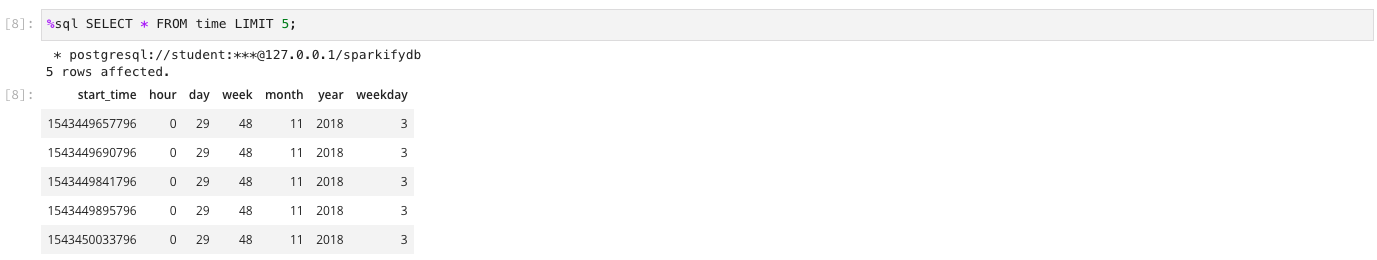 [8]: %sql SELECT * FROM time LIMIT 5;
* postgresql://student:***@127.0.0.1/sparkifydb
5 rows affected.
[8]: start_time hour day week month year weekday
1543449657796 0 29 48 11 2018 3
1543449690796 0 29 48 11 2018 3
1543449841796 0 29 48 11 2018 3
1543449895796 0 29 48 11 2018 3
1543450033796 0 29 48 11 2018 3